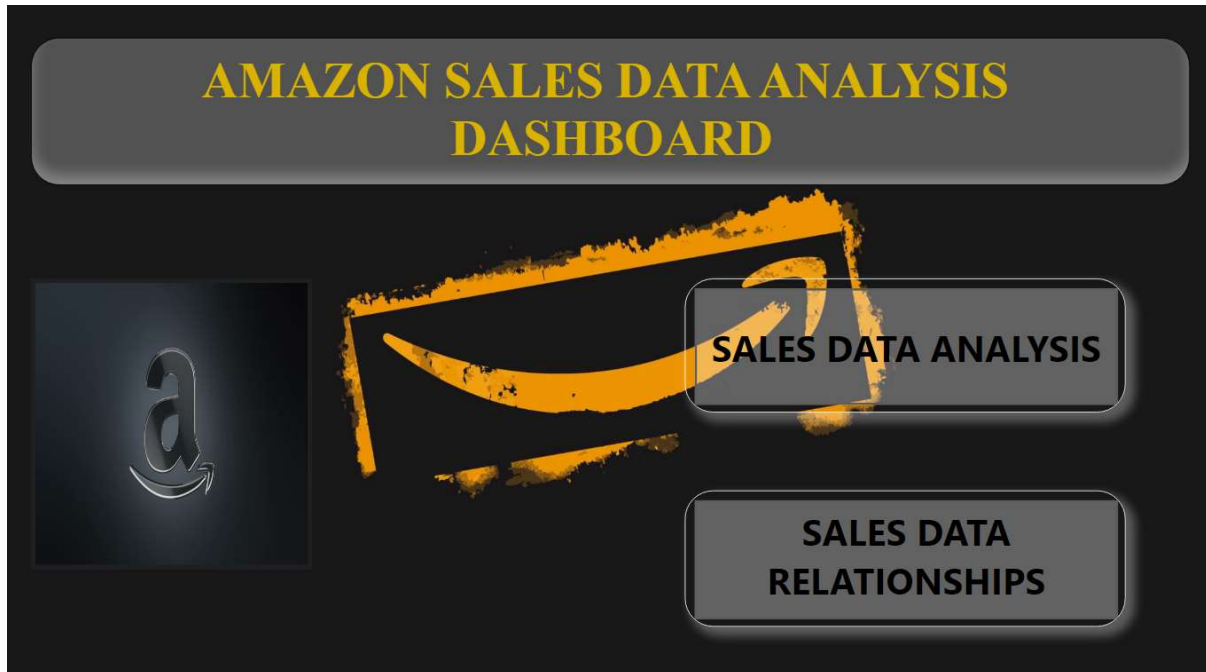 AMAZON SALES DATA ANALYSIS
DASHBOARD
a
SALES DATA ANALYSIS
SALES DATA
RELATIONSHIPS